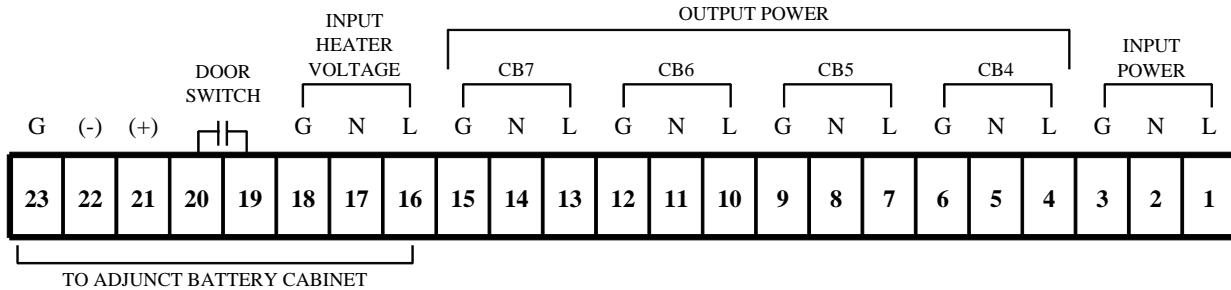 OUTPUT POWER
INPUT
HEATER
VOLTAGE
INPUT
POWER
DOOR
SWITCH
CB7 CB6 CB5 CB4
G (-) (+) G N L G N L G N L G N L G N L G N L
23 22 21 20 19 18 17 16 15 14 13 12 11 10 9 8 7 6 5 4 3 2 1
TO ADJUNCT BATTERY CABINET